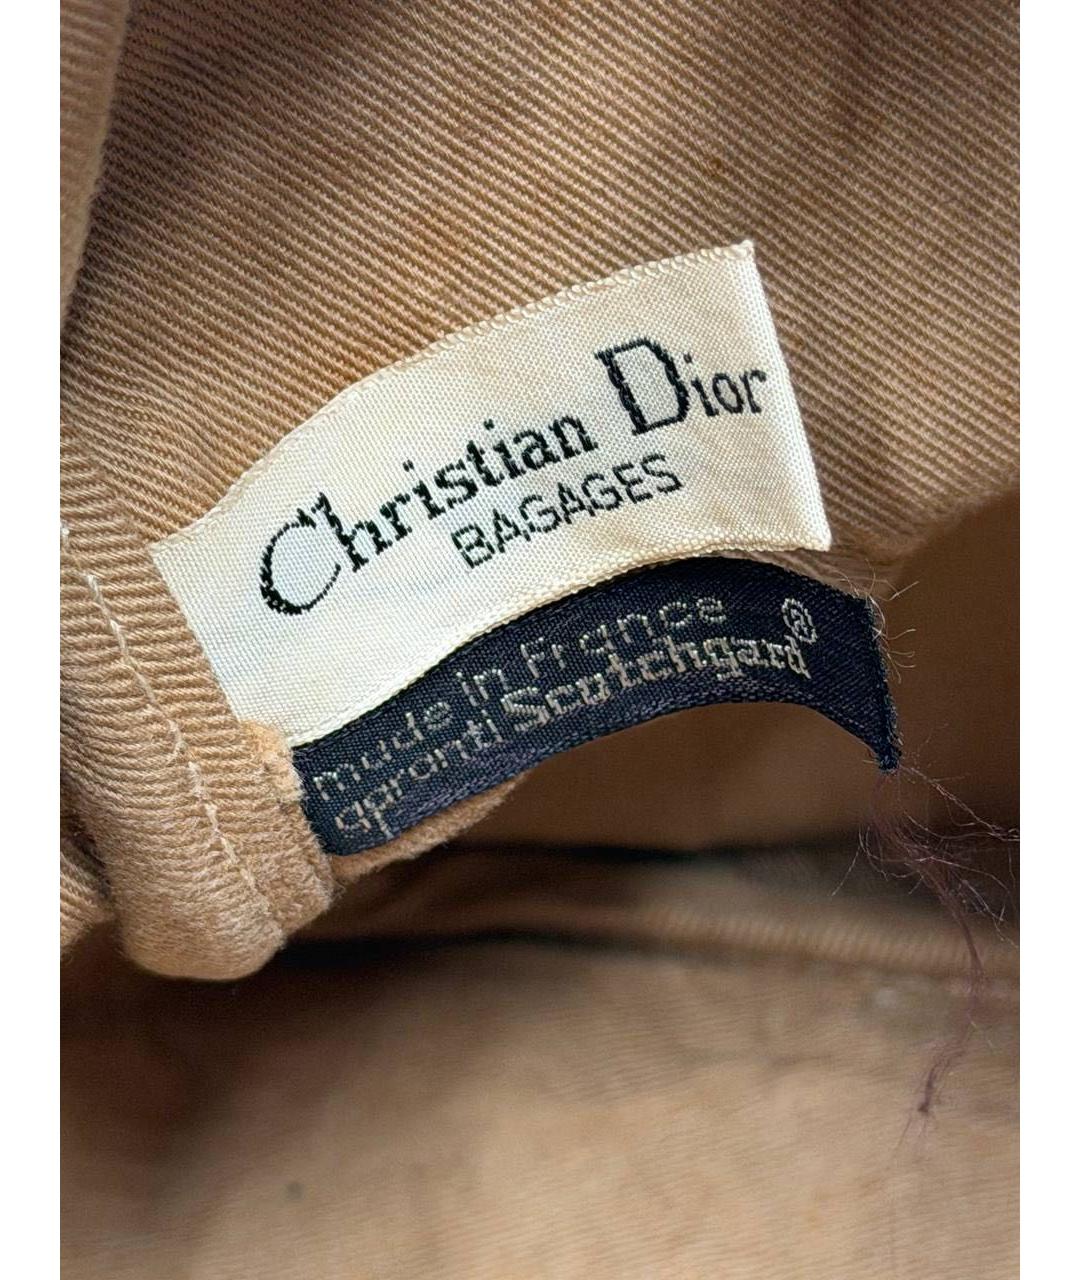 Christian Dior
BAGAGES
made in France
garanti Scotchgard®